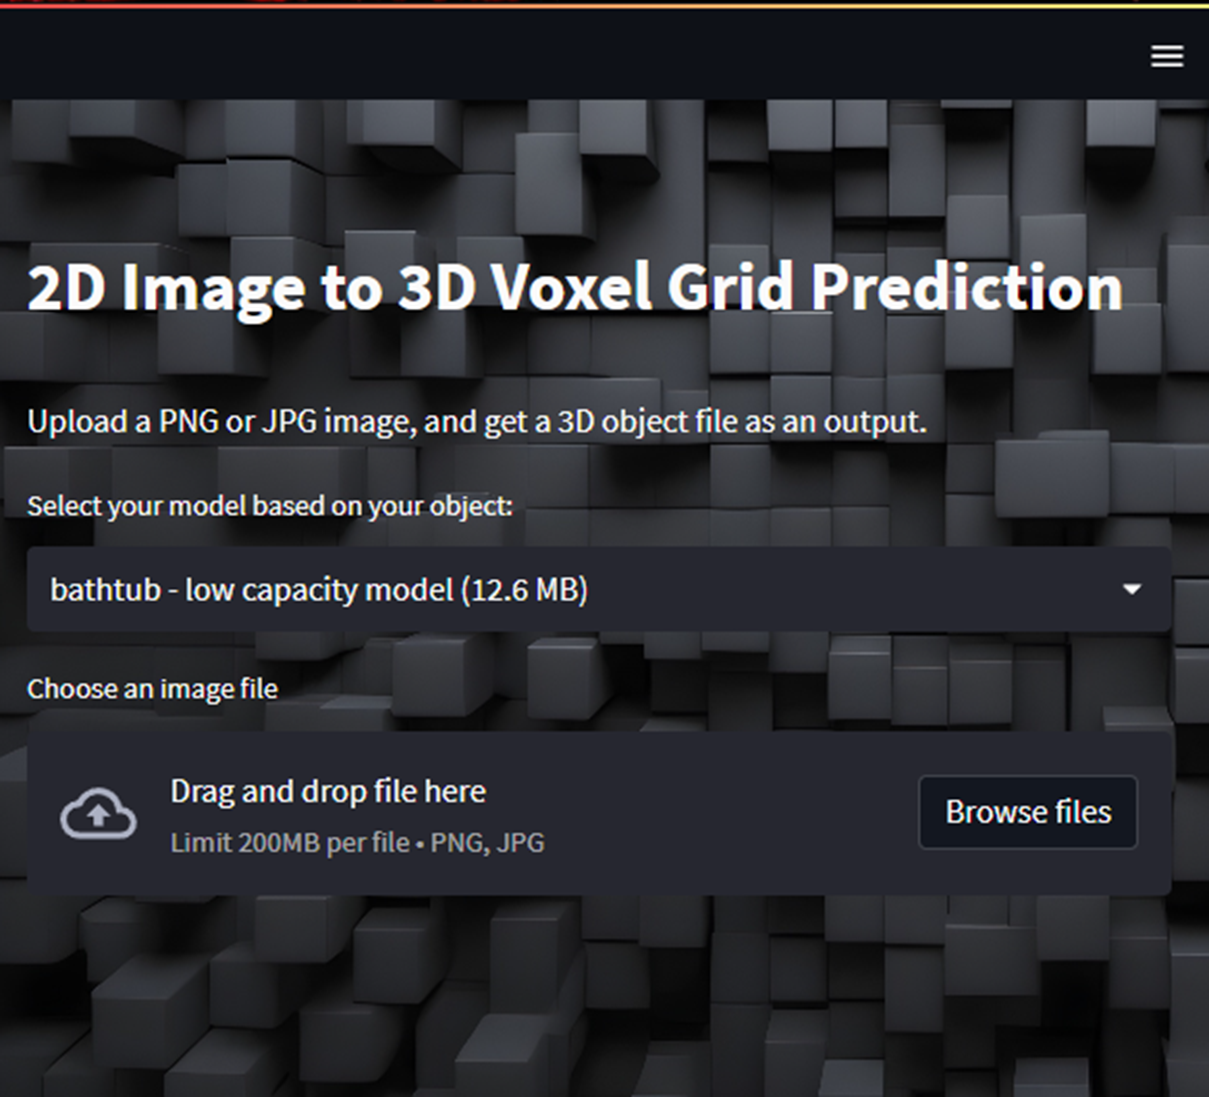 2D Image to 3D Voxel Grid Prediction
Upload a PNG or JPG image, and get a 3D object file as an output.
Select your model based on your object:
bathtub - low capacity model (12.6 MB)
Choose an image file
Drag and drop file here
Limit 200MB per file • PNG, JPG
Browse files